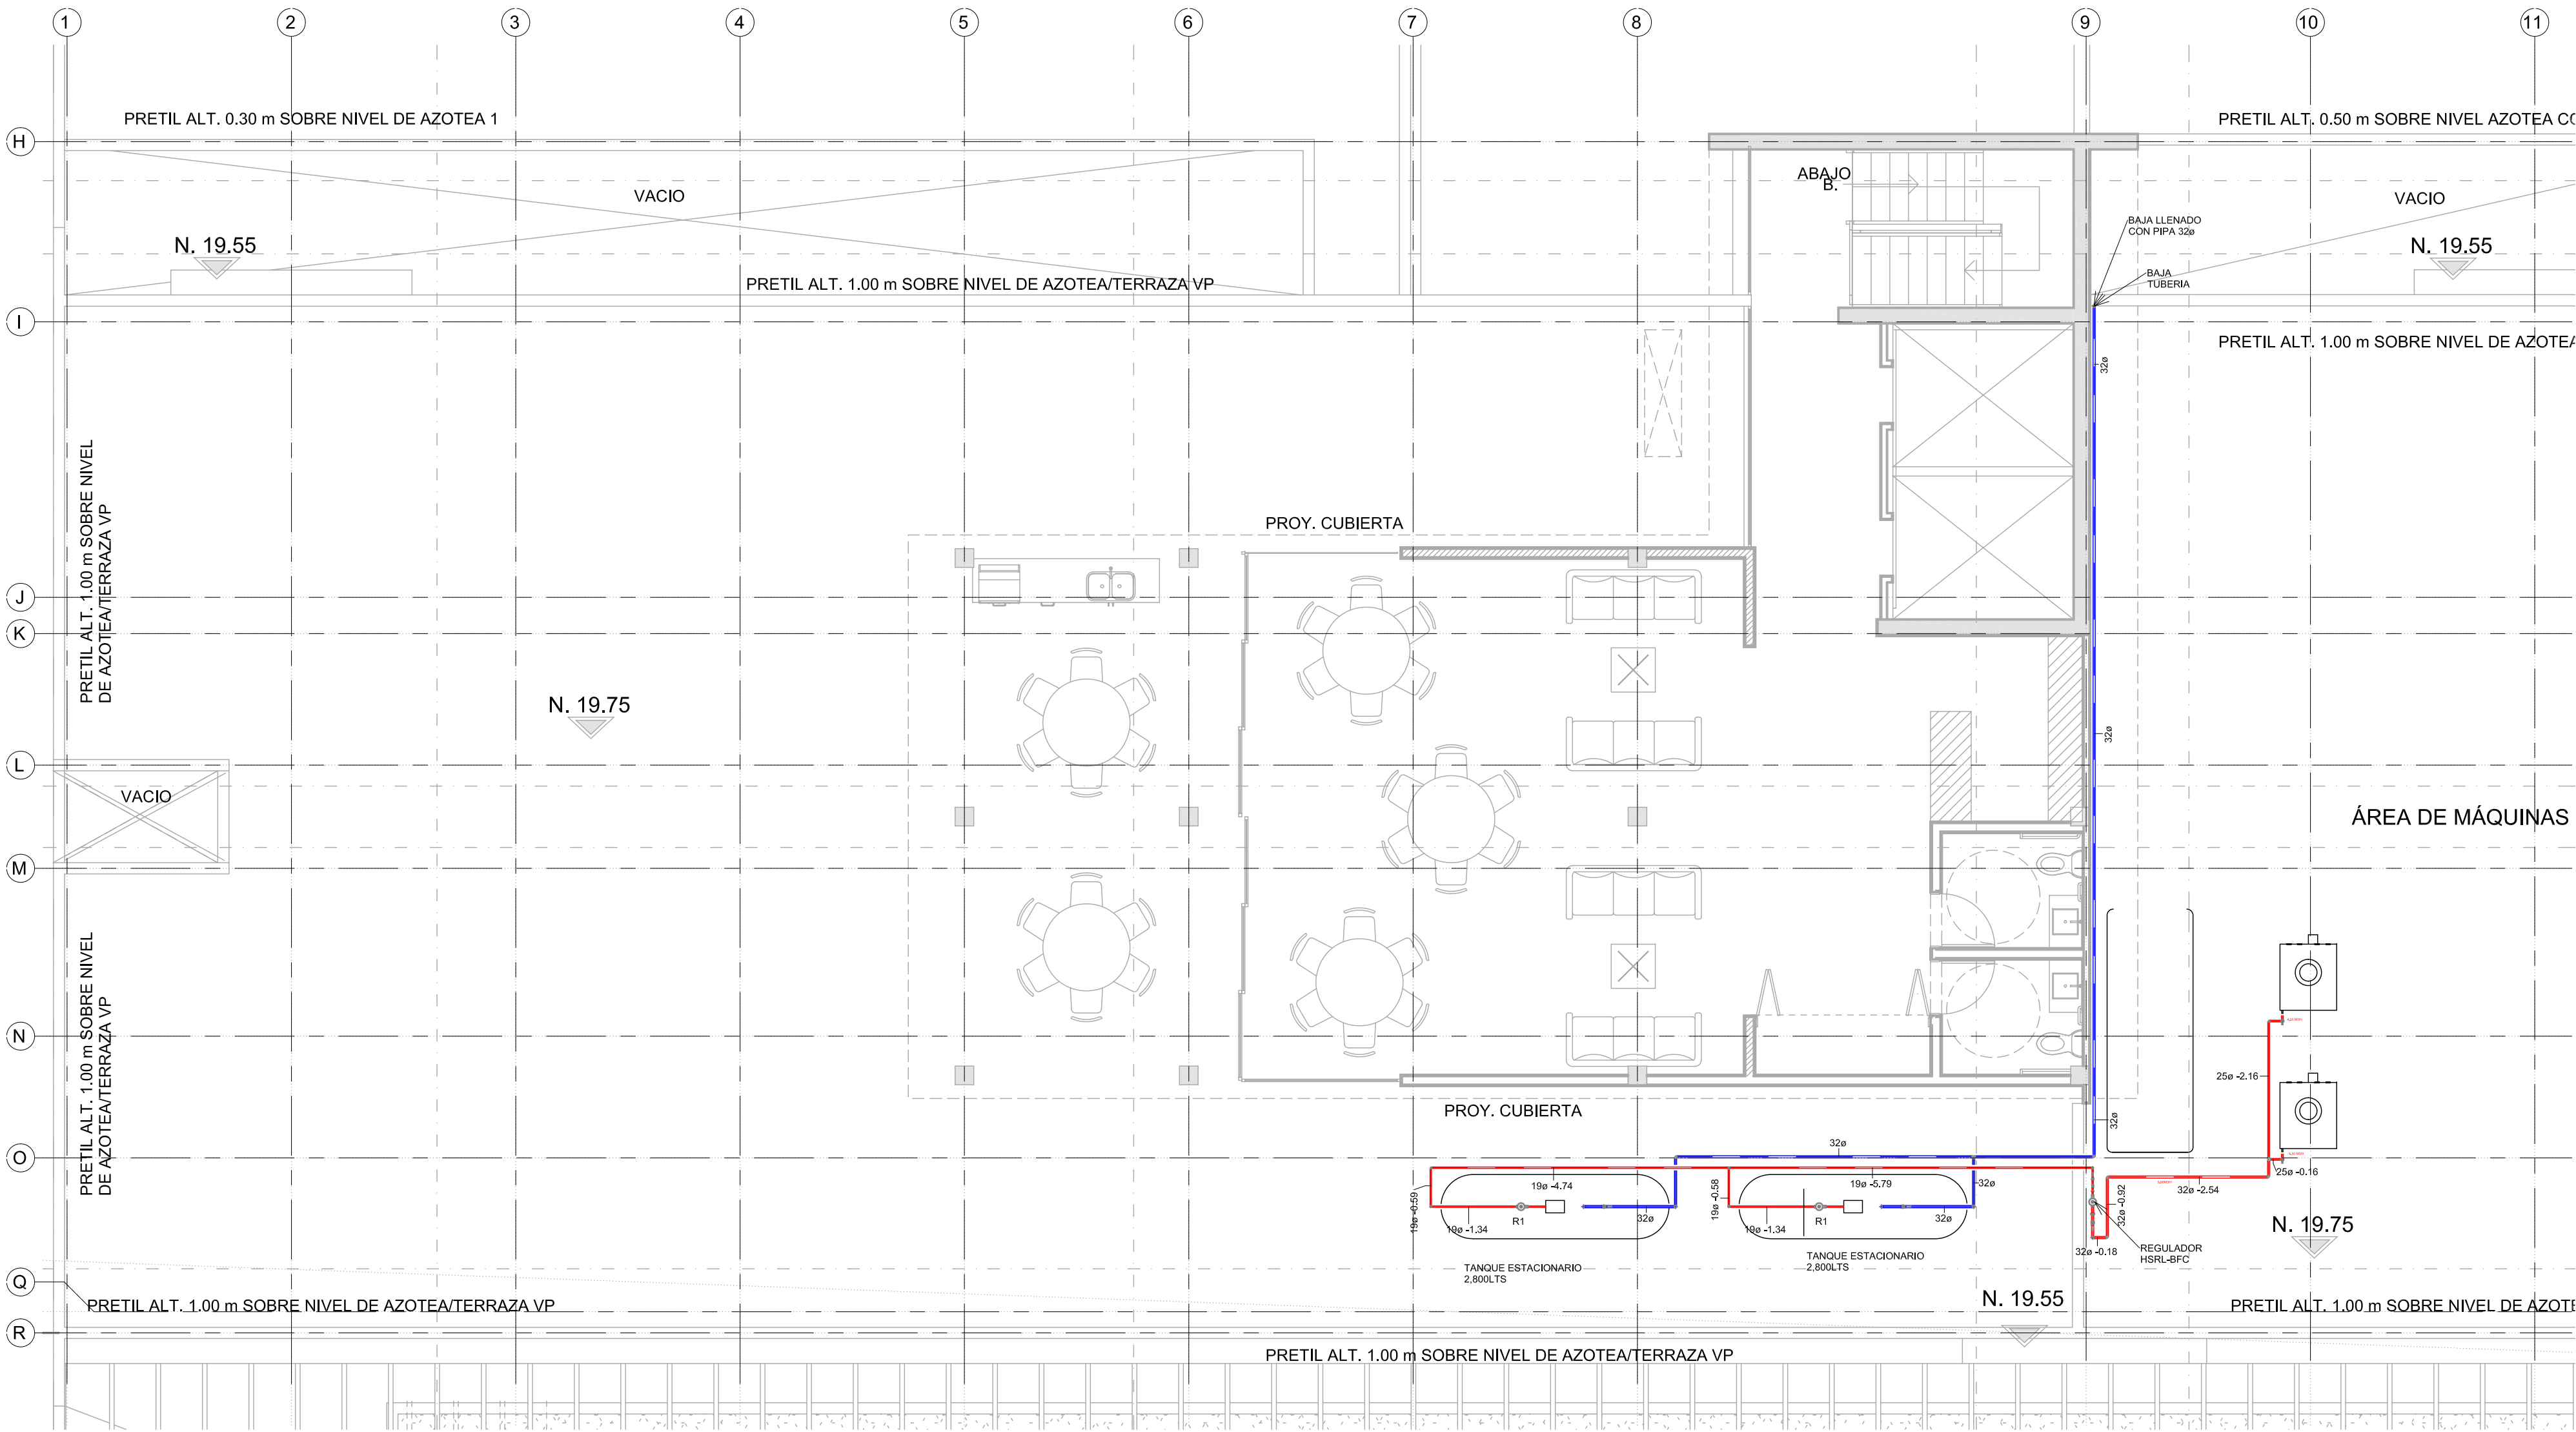 1
2
3
4
5
6
7
8
9
10
11
PRETIL ALT. 0.30 m SOBRE NIVEL DE AZOTEA 1
PRETIL ALT. 0.50 m SOBRE NIVEL AZOTEA CO
H
ABAJO
B.
VACIO
VACIO
BAJA LLENADO
CON PIPA 32ø
N. 19.55
N. 19.55
BAJA
TUBERIA
PRETIL ALT. 1.00 m SOBRE NIVEL DE AZOTEA/TERRAZA VP
I
PRETIL ALT. 1.00 m SOBRE NIVEL DE AZOTEA
32ø
PRETIL ALT. 1.00 m SOBRE NIVEL
DE AZOTEA/TERRAZA VP
PROY. CUBIERTA
J
K
N. 19.75
32ø
L
VACIO
ÁREA DE MÁQUINAS
M
PRETIL ALT. 1.00 m SOBRE NIVEL
DE AZOTEA/TERRAZA VP
N
25ø -2.16
PROY. CUBIERTA
32ø
O
32ø
25ø -0.16
19ø -4.74
19ø -5.79
32ø
32ø -2.54
19ø -0.59
19ø -0.58
32ø -0.92
R1
R1
32ø
32ø
19ø -1.34
19ø -1.34
N. 19.75
32ø -0.18
REGULADOR
HSRL-BFC
TANQUE ESTACIONARIO
2,800LTS
TANQUE ESTACIONARIO
2,800LTS
Q
N. 19.55
PRETIL ALT. 1.00 m SOBRE NIVEL DE AZOTEA/TERRAZA VP
PRETIL ALT. 1.00 m SOBRE NIVEL DE AZOTE
R
PRETIL ALT. 1.00 m SOBRE NIVEL DE AZOTEA/TERRAZA VP